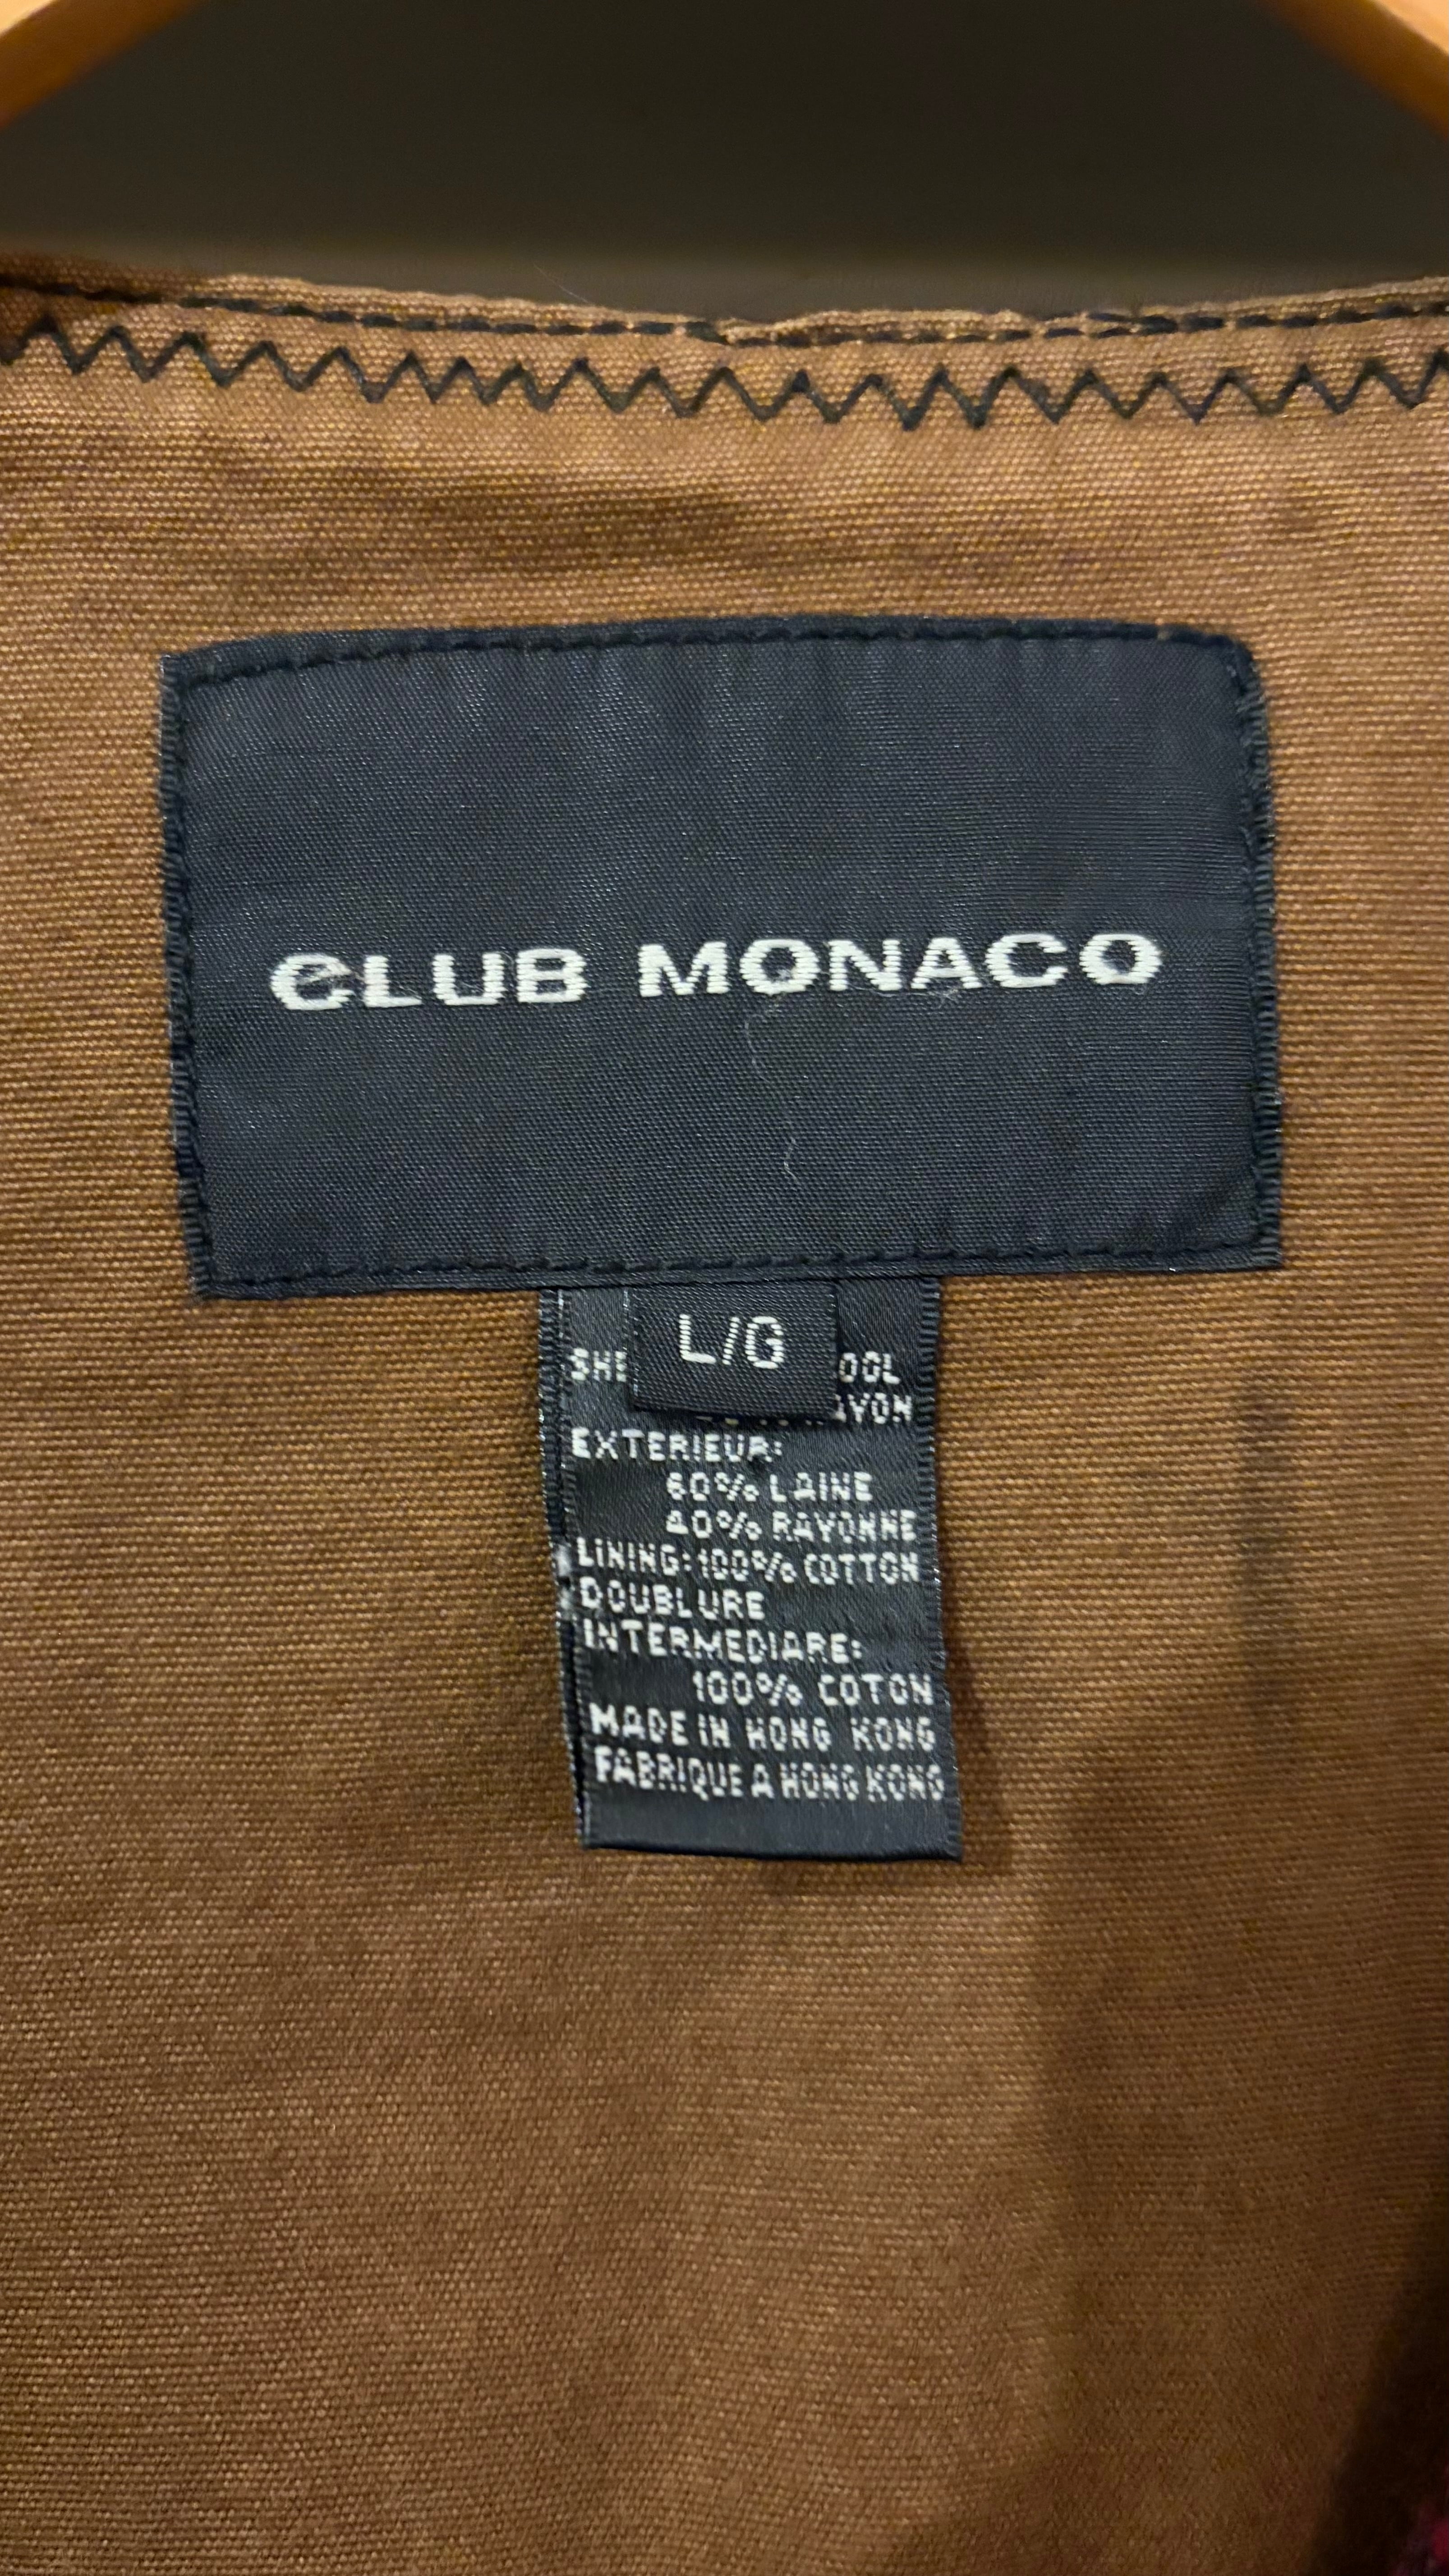 CLUB MONACO
L/G
EXTERIEUR:
60% LAINE
40% RAYONNE
LINING: 100% COTTON
DOUBLURE
INTERMEDIARE:
100% COTON
MADE IN HONG KONG
FABRIQUE A HONG KONG